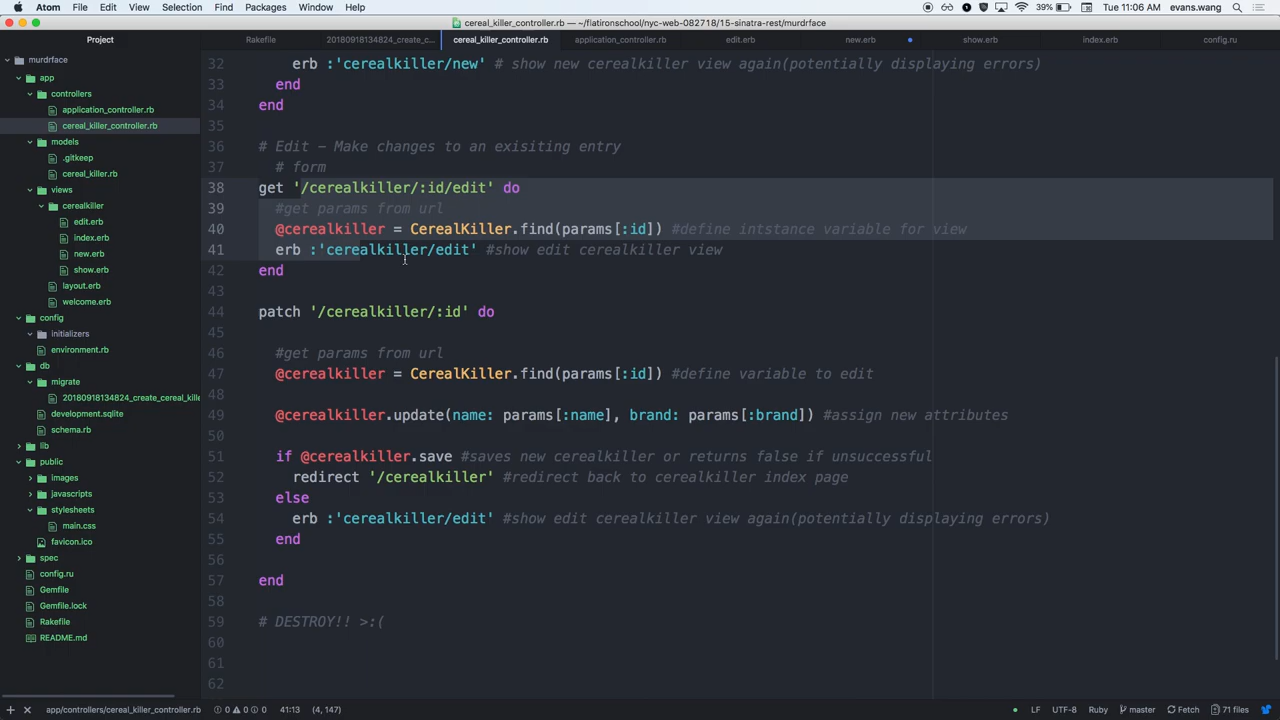 Atom File Edit View Selection Find Packages Window Help 39% Tue 11:06 AM evans.wang
cereal_killer_controller.rb — ~/flatironschool/nyc-web-082718/15-sinatra-rest/murdrface
Project Rakefile 20180918134824_create_c... cereal_killer_controller.rb application_controller.rb edit.erb new.erb show.erb index.erb config.ru
murdrface
app
controllers
application_controller.rb
cereal_killer_controller.rb
models
.gitkeep
cereal_killer.rb
views
cerealkiller
edit.erb
index.erb
new.erb
show.erb
layout.erb
welcome.erb
config
initializers
environment.rb
db
migrate
20180918134824_create_cereal_kille
development.sqlite
schema.rb
lib
public
images
javascripts
stylesheets
main.css
favicon.ico
spec
config.ru
Gemfile
Gemfile.lock
Rakefile
README.md
32 erb :'cerealkiller/new' # show new cerealkiller view again(potentially displaying errors)
33 end
34 end
35
36 # Edit - Make changes to an exisiting entry
37 # form
38 get '/cerealkiller/:id/edit' do
39 #get params from url
40 @cerealkiller = CerealKiller.find(params[:id]) #define intstance variable for view
41 erb :'cerealkiller/edit' #show edit cerealkiller view
42 end
43
44 patch '/cerealkiller/:id' do
45
46 #get params from url
47 @cerealkiller = CerealKiller.find(params[:id]) #define variable to edit
48
49 @cerealkiller.update(name: params[:name], brand: params[:brand]) #assign new attributes
50
51 if @cerealkiller.save #saves new cerealkiller or returns false if unsuccessful
52 redirect '/cerealkiller' #redirect back to cerealkiller index page
53 else
54 erb :'cerealkiller/edit' #show edit cerealkiller view again(potentially displaying errors)
55 end
56
57 end
58
59 # DESTROY!! >:(
60
61
62
app/controllers/cereal_killer_controller.rb 0 0 0 41:13 (4, 147) LF UTF-8 Ruby master Fetch 71 files